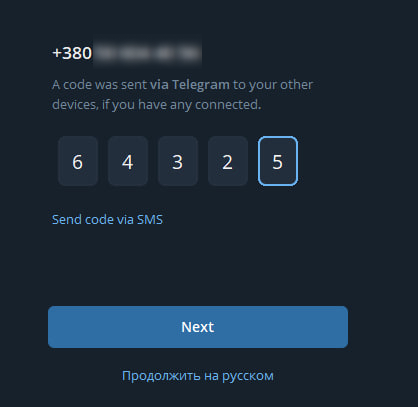 +380
A code was sent via Telegram to your other
devices, if you have any connected.
6 4 3 2 5
Send code via SMS
Next
Продолжить на русском